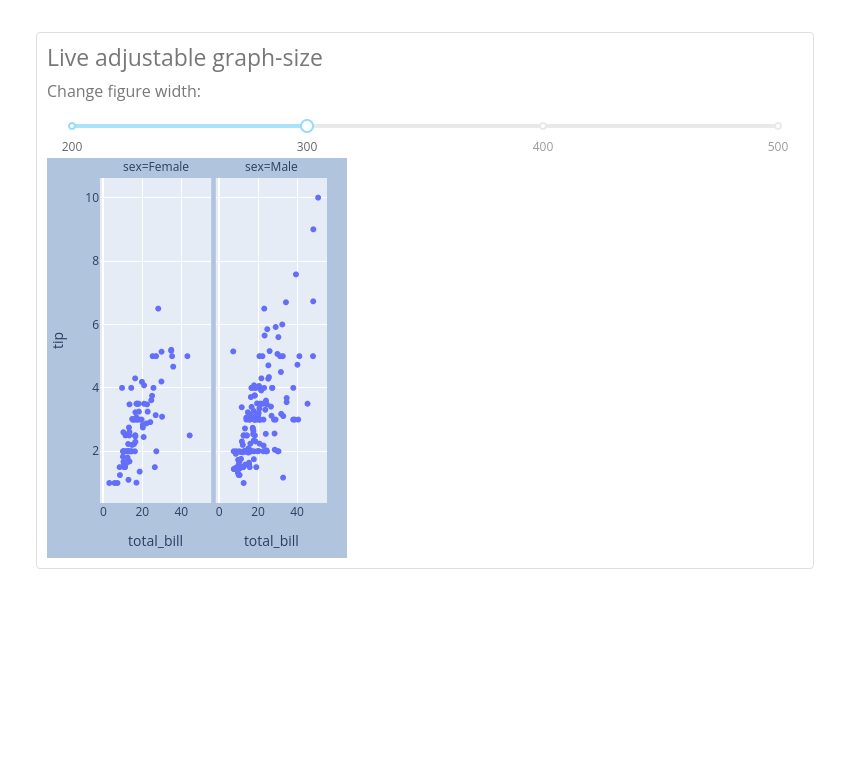 Live adjustable graph-size
Change figure width:
200 300 400 500
sex=Female sex=Male
10
8
6
4
2
tip
0 20 40 0 20 40
total_bill total_bill